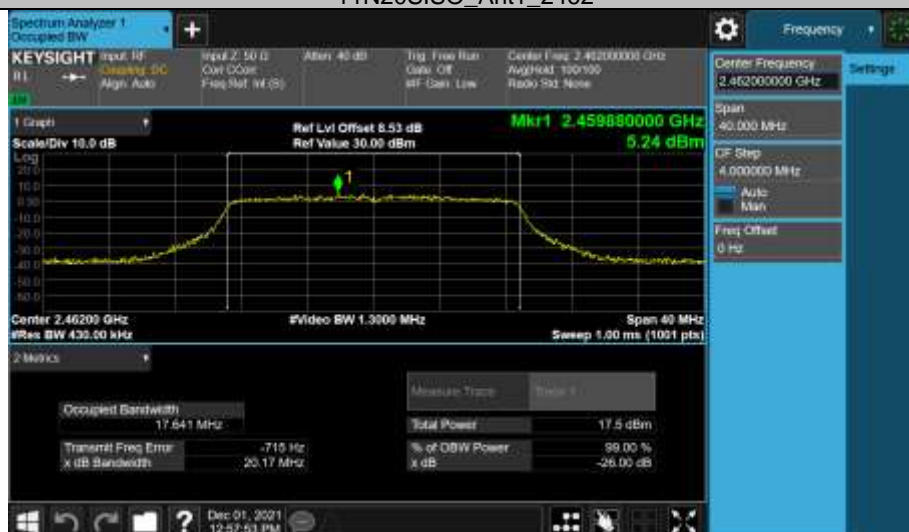 Spectrum Analyzer 1
Occupied BW
+
Frequency
KEYSIGHT
Input: RF
Coupling: DC
Align: Auto
Input Z: 50 Ω
Corr CCorr
Freq Ref: Int (S)
Atten: 40 dB
Trig: Free Run
Gate: Off
#IF Gain: Low
Center Freq: 2.462000000 GHz
Avg|Hold: 100/100
Radio Std: None
Center Frequency
2.462000000 GHz
Settings
Span
40.000 MHz
CF Step
4.000000 MHz
Auto
Man
Freq Offset
0 Hz
1 Graph
Scale/Div 10.0 dB
Ref Lvl Offset 8.53 dB
Ref Value 30.00 dBm
Mkr1 2.459880000 GHz
5.24 dBm
Log
20.0
10.0
0.00
-10.0
-20.0
-30.0
-40.0
-50.0
-60.0
1
Center 2.46200 GHz
#Res BW 430.00 kHz
#Video BW 1.3000 MHz
Span 40 MHz
Sweep 1.00 ms (1001 pts)
2 Metrics
Measure Trace
Trace 1
Occupied Bandwidth
17.641 MHz
Total Power
17.5 dBm
Transmit Freq Error
-715 Hz
% of OBW Power
99.00 %
x dB Bandwidth
20.17 MHz
x dB
-26.00 dB
?
Dec 01, 2021
12:57:53 PM